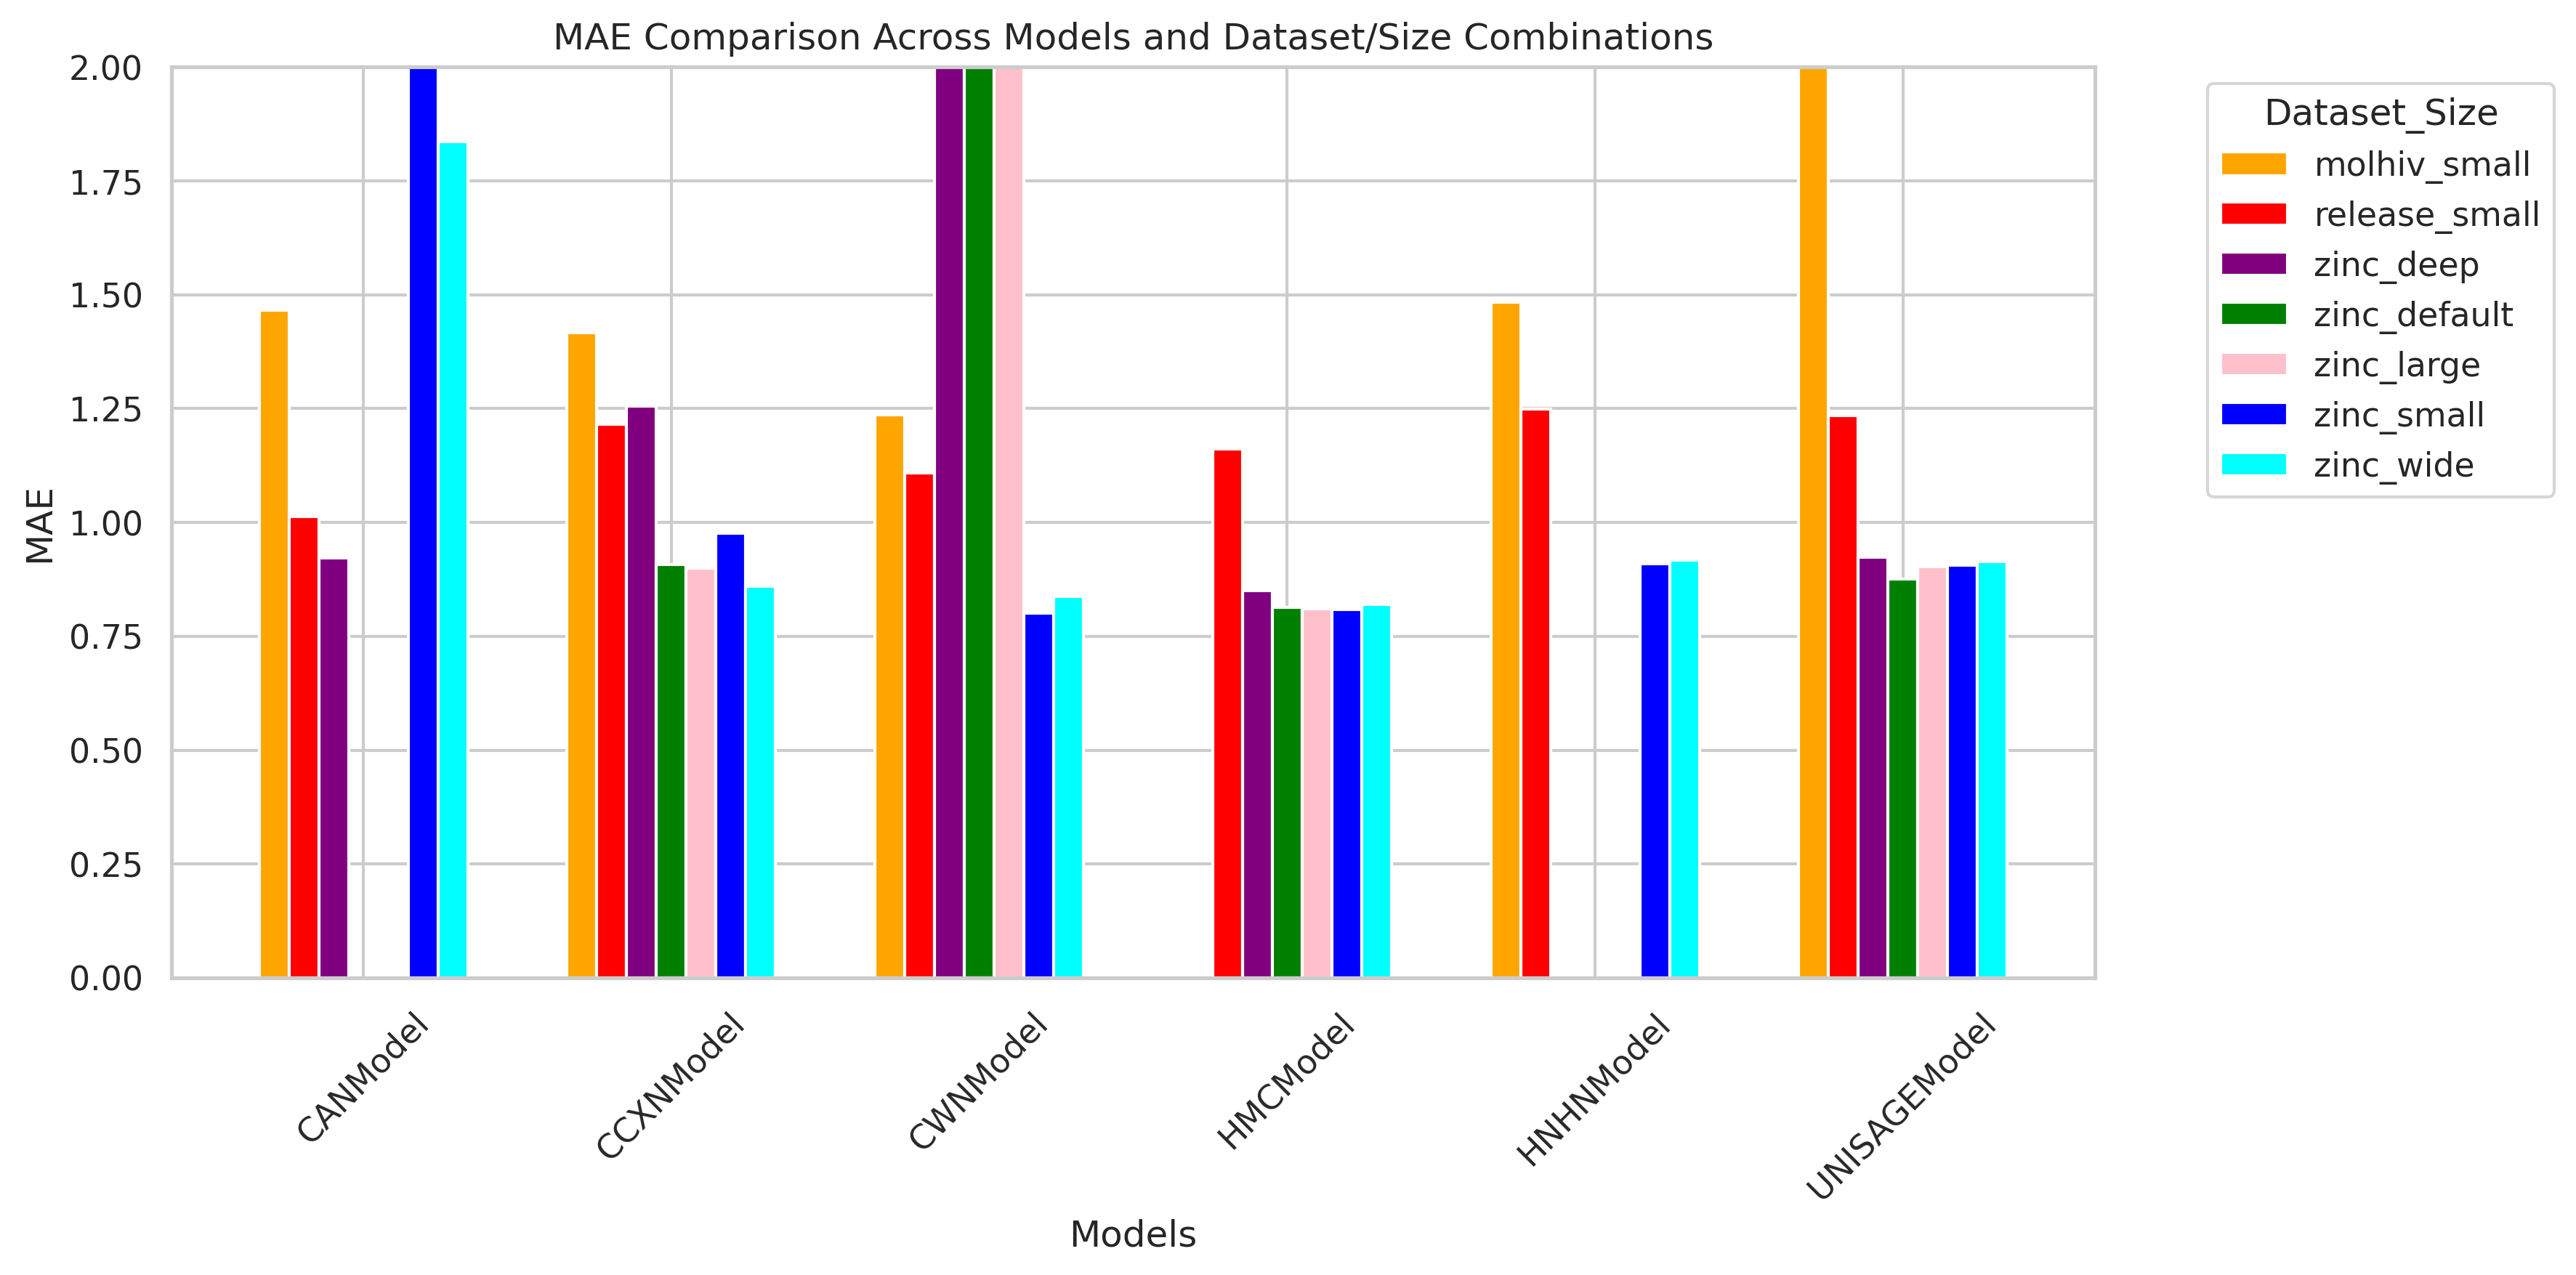 MAE Comparison Across Models and Dataset/Size Combinations
2.00
1.75
1.50
1.25
1.00
0.75
0.50
0.25
0.00
MAE
CANModel
CCXNModel
CWNModel
HMCModel
HNHNModel
UNISAGEModel
Models
Dataset_Size
molhiv_small
release_small
zinc_deep
zinc_default
zinc_large
zinc_small
zinc_wide